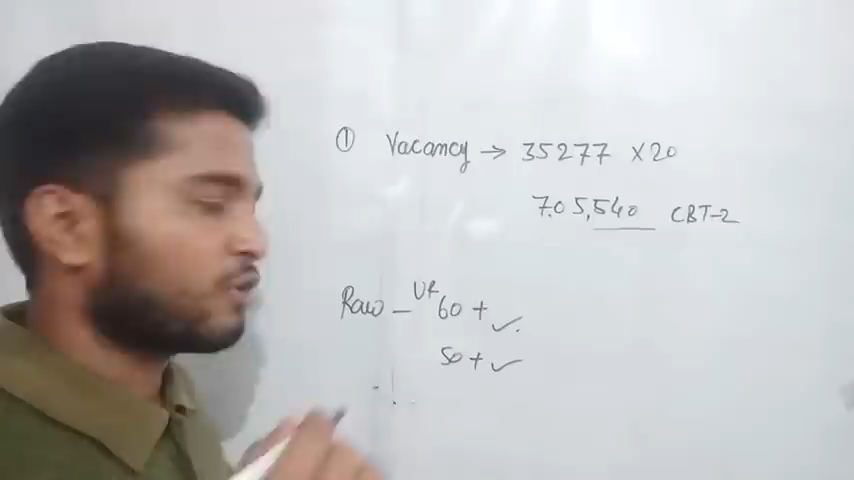 ① Vacancy → 35277 ×20
7.05,540 CBT-2
Raw – UR 60 + ✓.
50 + ✓